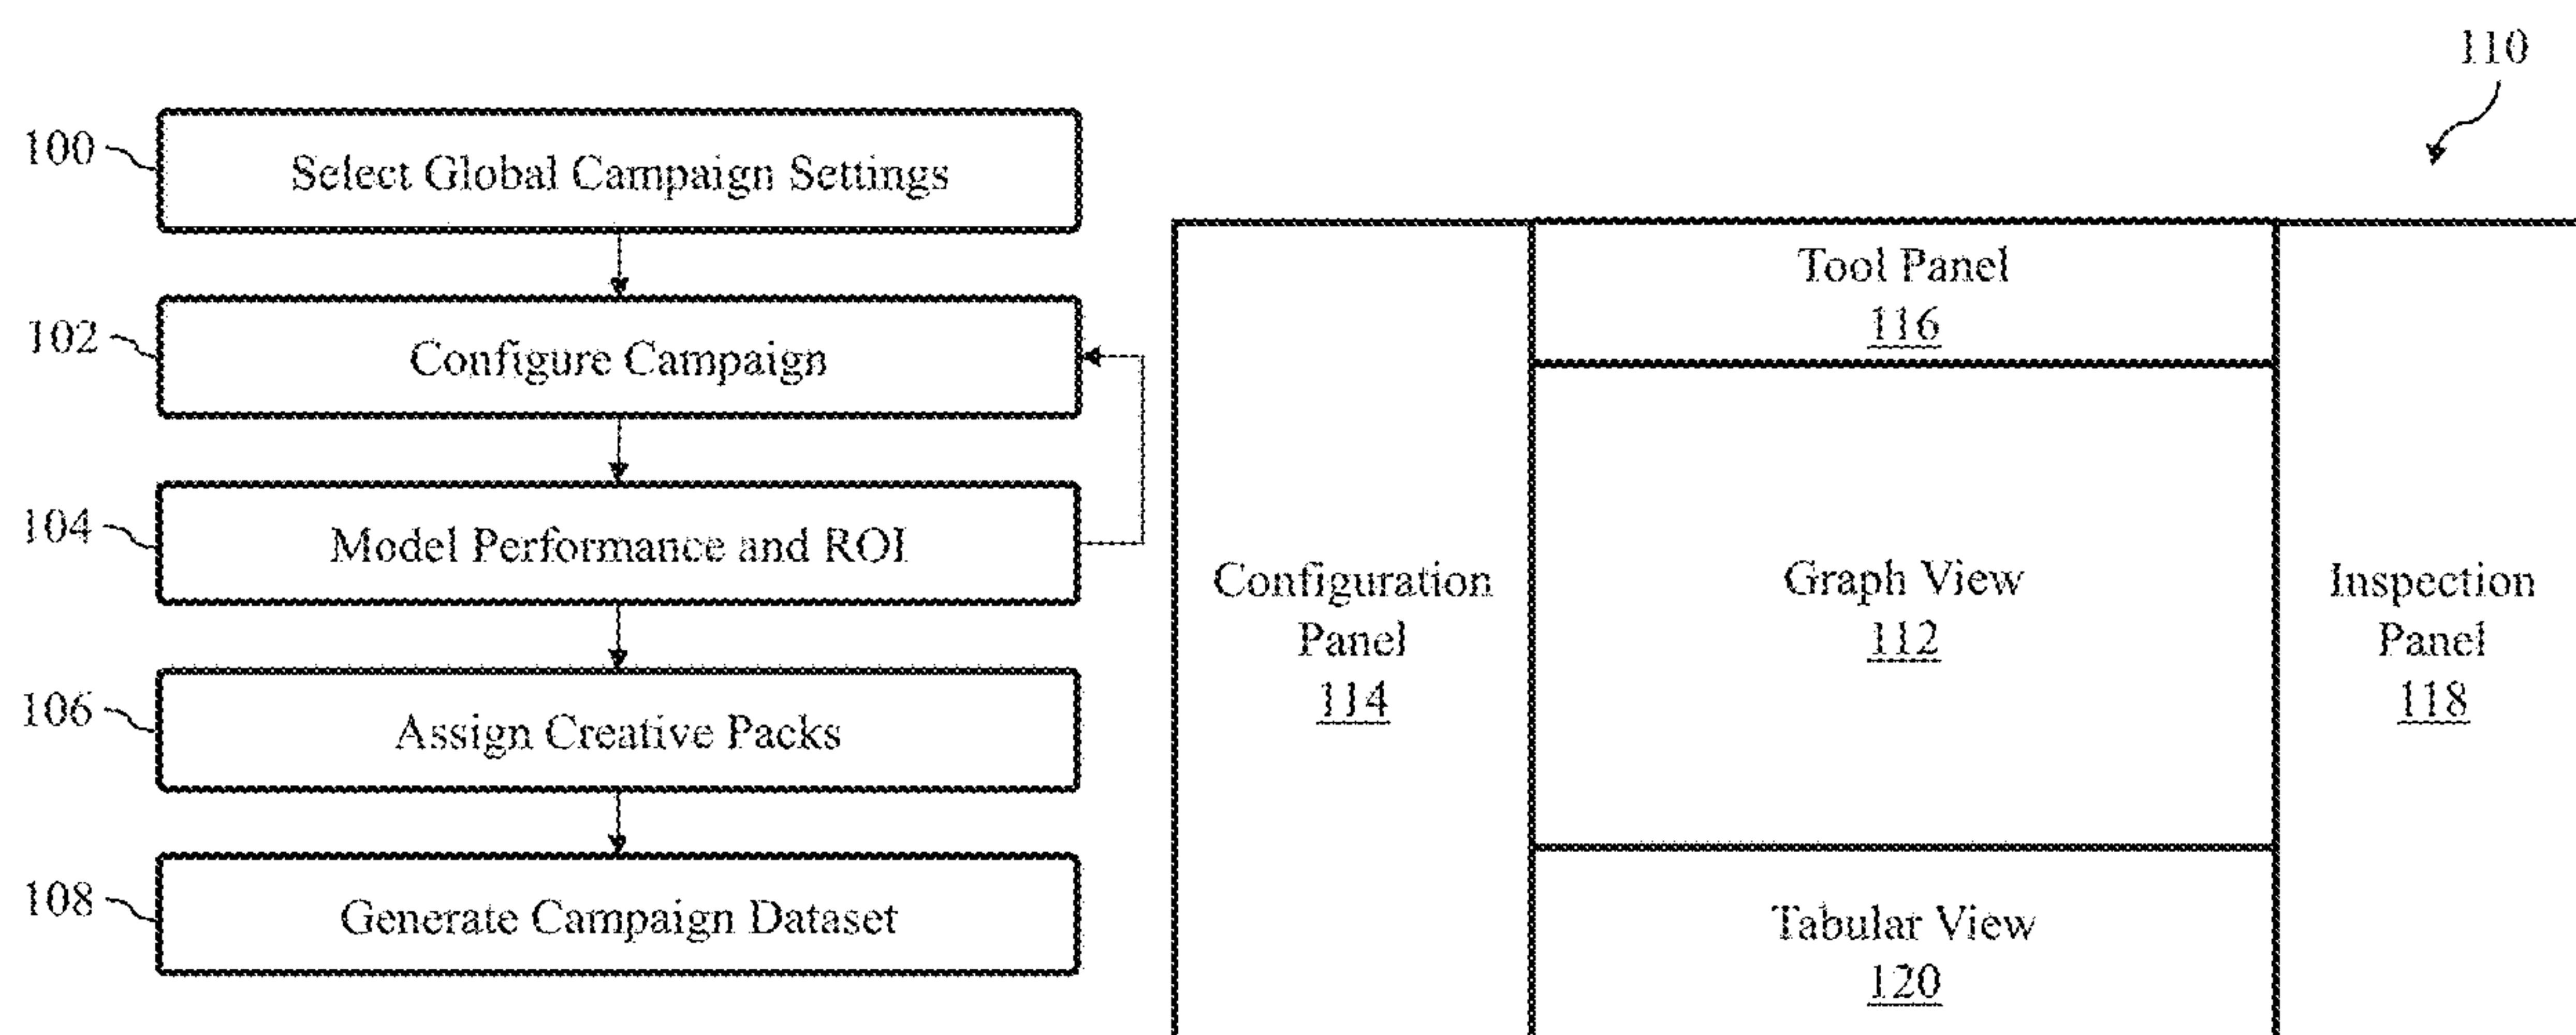 100
Select Global Campaign Settings
102
Configure Campaign
104
Model Performance and ROI
106
Assign Creative Packs
108
Generate Campaign Dataset
110
Configuration
Panel
114
Tool Panel
116
Graph View
112
Tabular View
120
Inspection
Panel
118